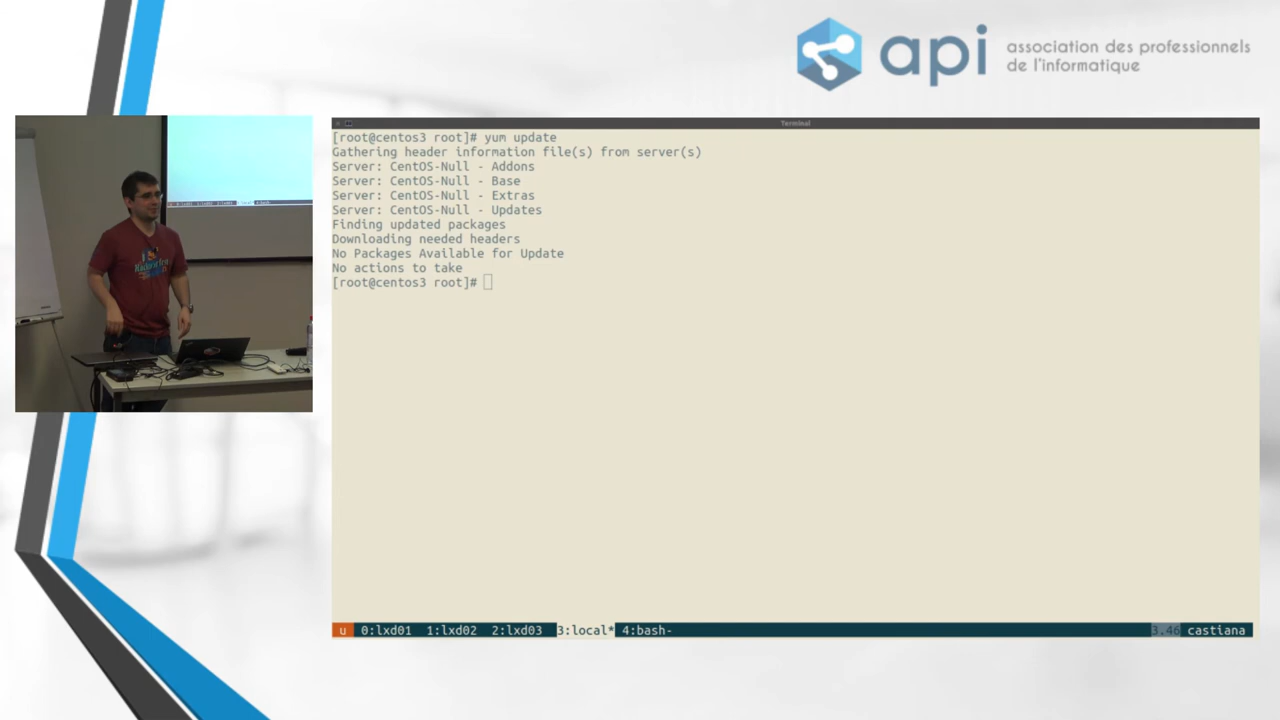 api
association des professionnels
de l'informatique
Terminal
[root@centos3 root]# yum update
Gathering header information file(s) from server(s)
Server: CentOS-Null - Addons
Server: CentOS-Null - Base
Server: CentOS-Null - Extras
Server: CentOS-Null - Updates
Finding updated packages
Downloading needed headers
No Packages Available for Update
No actions to take
[root@centos3 root]#
u 0:lxd01 1:lxd02 2:lxd03 3:local* 4:bash- 3.46 castiana